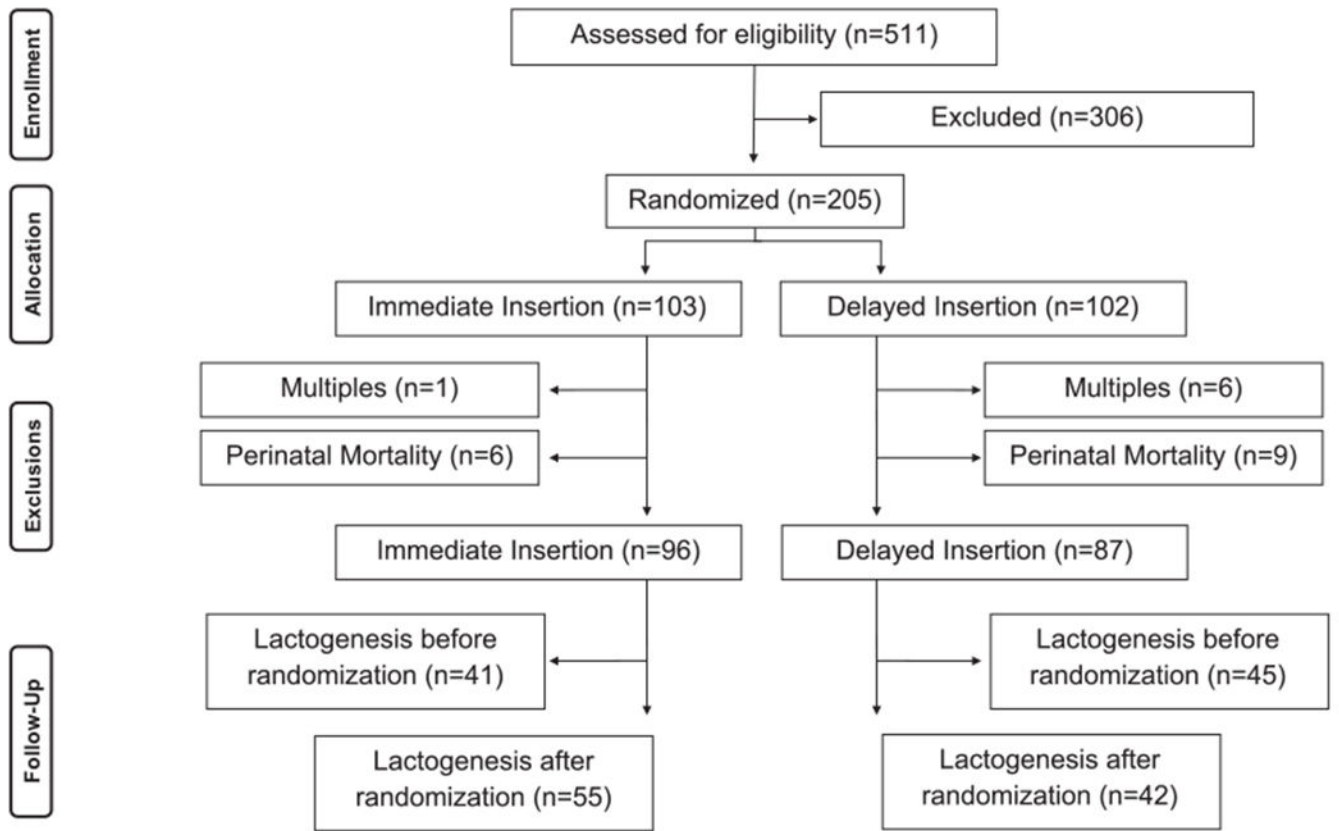 Enrollment
Assessed for eligibility (n=511)
Excluded (n=306)
Allocation
Randomized (n=205)
Immediate Insertion (n=103)
Delayed Insertion (n=102)
Exclusions
Multiples (n=1)
Multiples (n=6)
Perinatal Mortality (n=6)
Perinatal Mortality (n=9)
Immediate Insertion (n=96)
Delayed Insertion (n=87)
Follow-Up
Lactogenesis before
randomization (n=41)
Lactogenesis before
randomization (n=45)
Lactogenesis after
randomization (n=55)
Lactogenesis after
randomization (n=42)